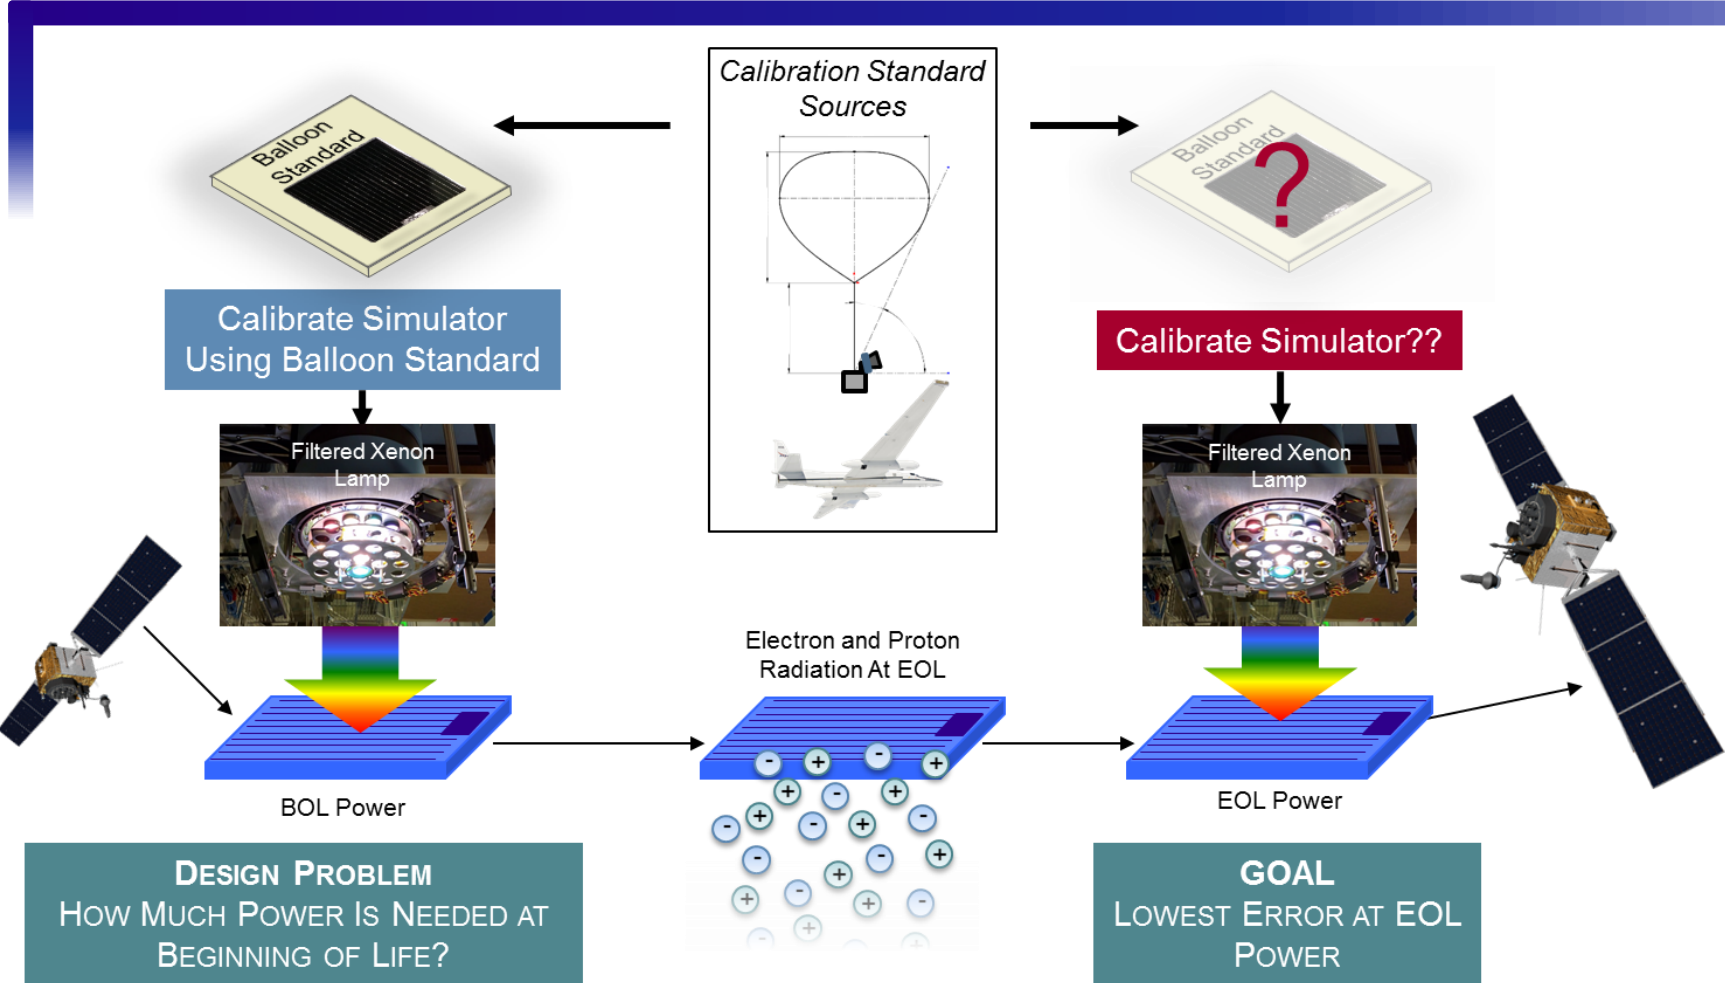 Calibration Standard
Sources
Balloon
Standard
Balloon
Standard
?
Calibrate Simulator
Using Balloon Standard
Calibrate Simulator??
Filtered Xenon
Lamp
Filtered Xenon
Lamp
Electron and Proton
Radiation At EOL
BOL Power
EOL Power
DESIGN PROBLEM
HOW MUCH POWER IS NEEDED AT
BEGINNING OF LIFE?
GOAL
LOWEST ERROR AT EOL
POWER